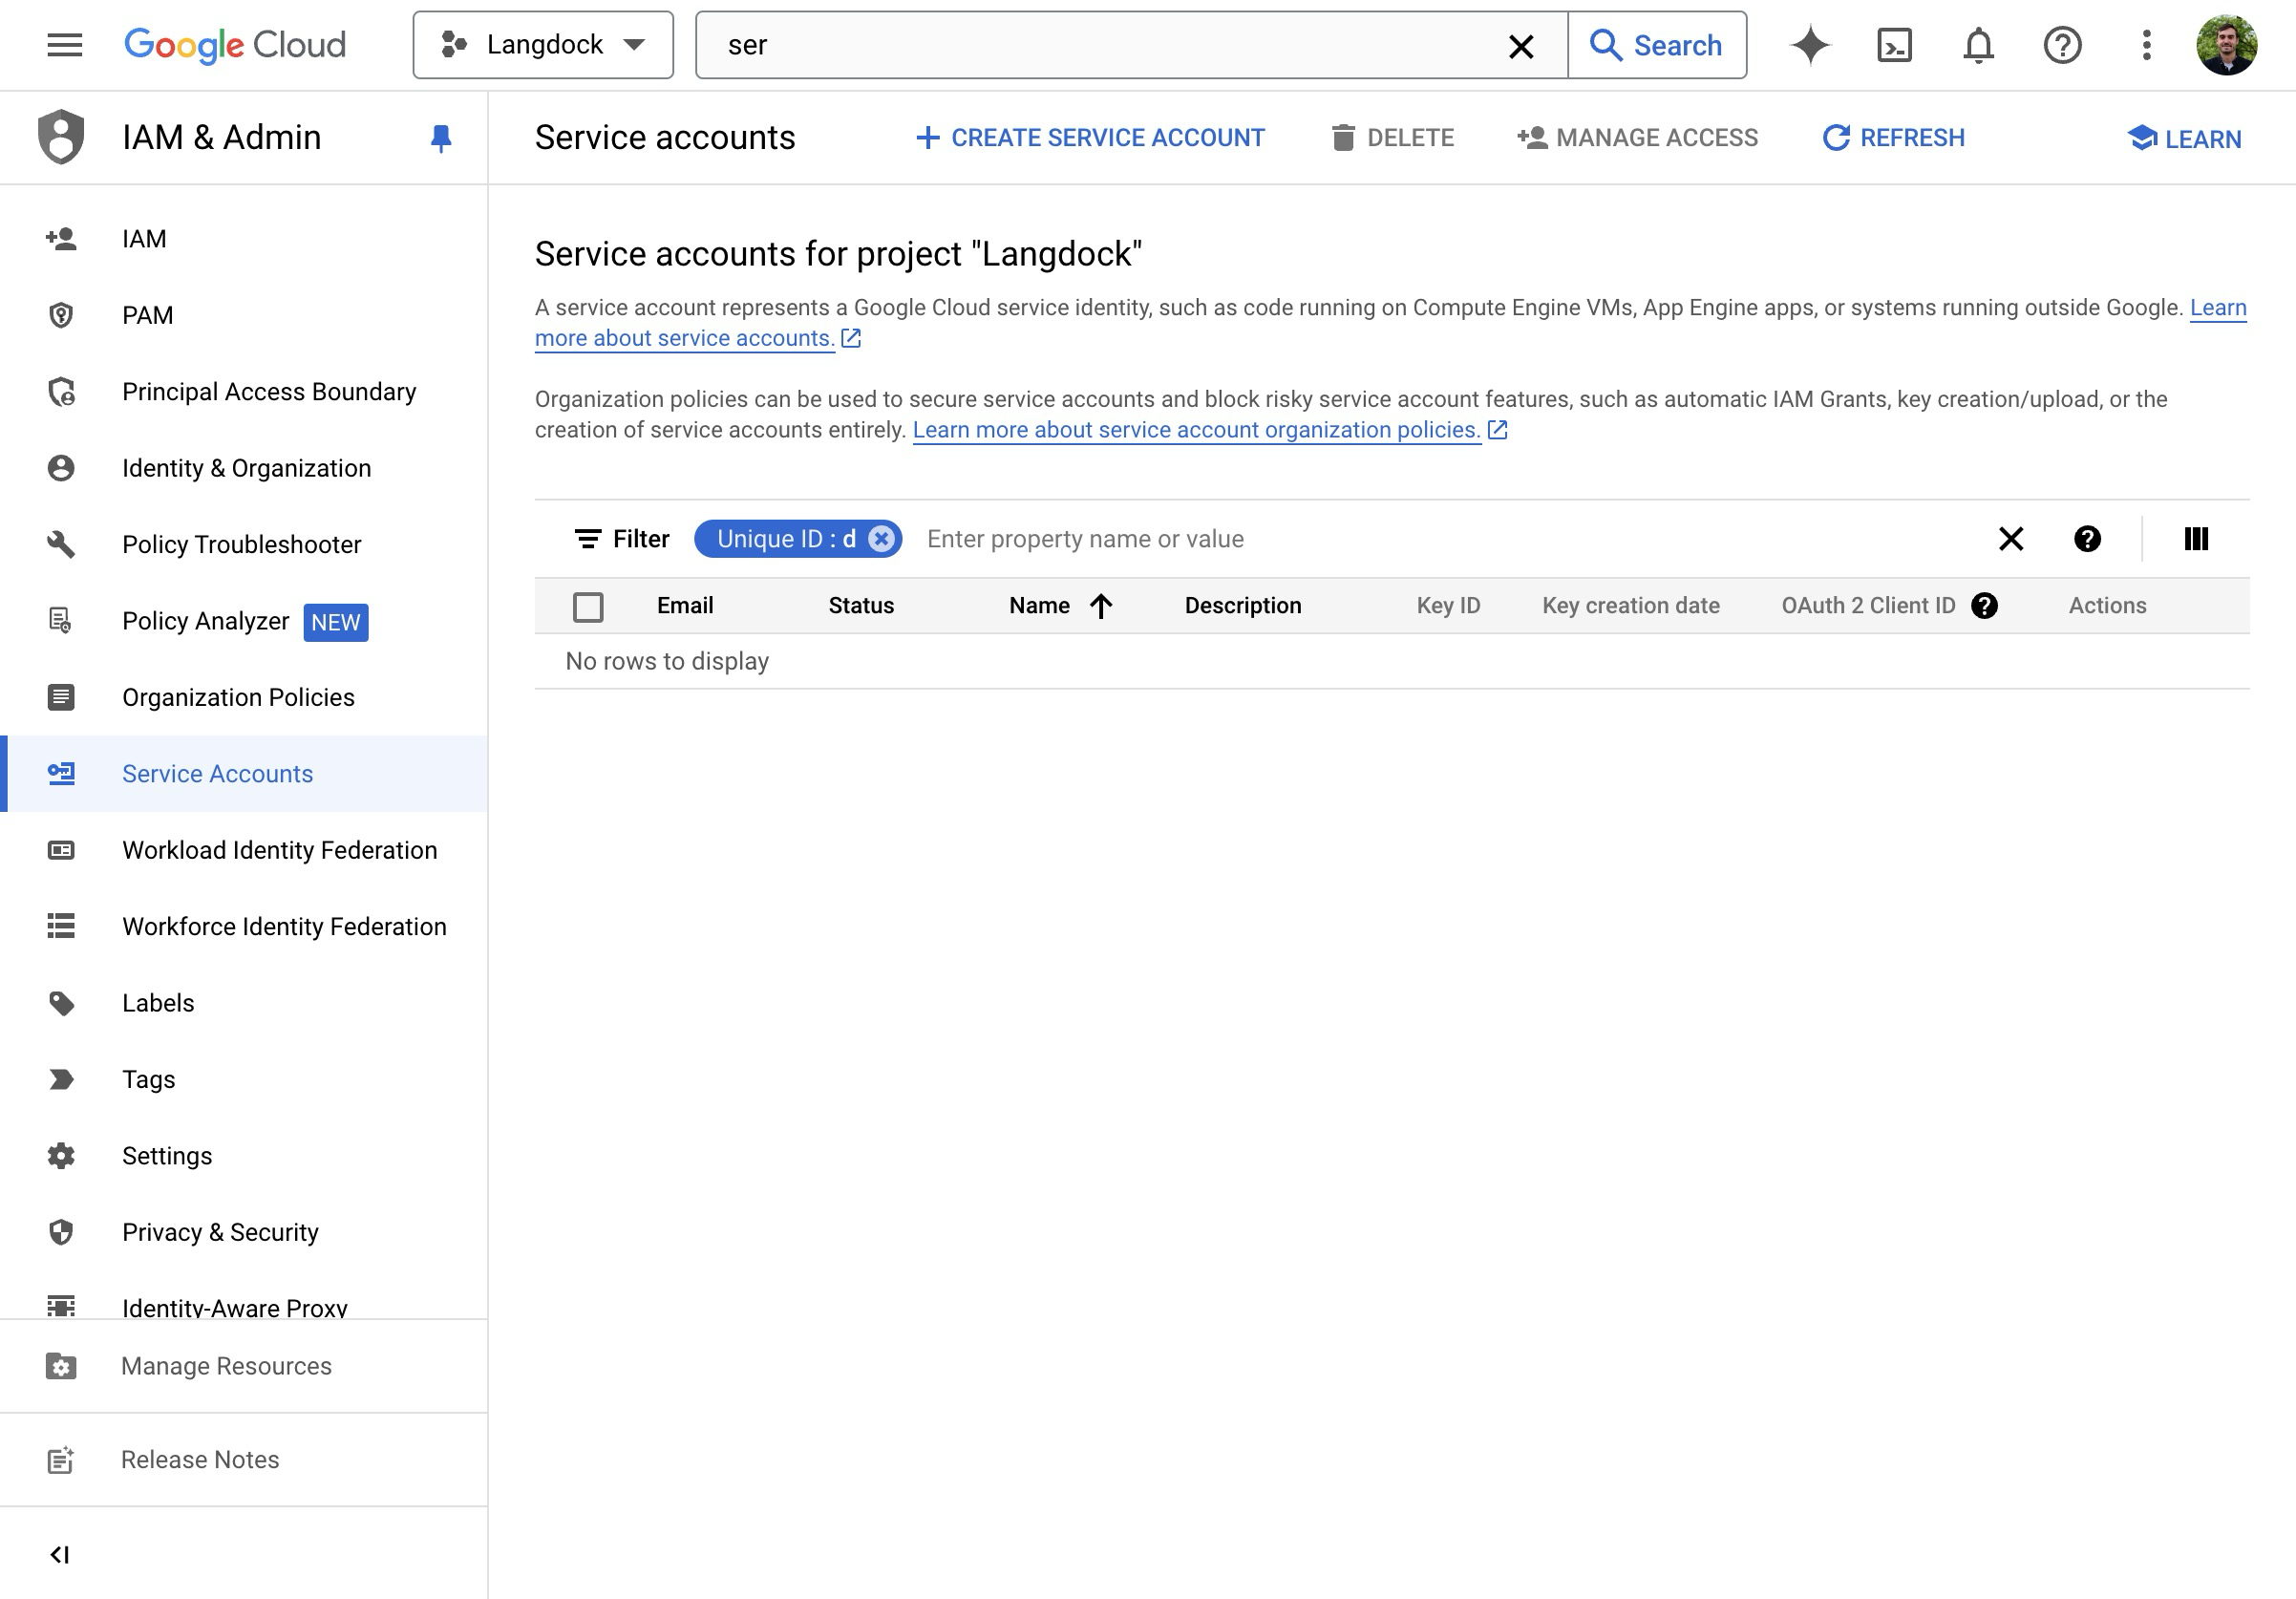 Google Cloud
Langdock
ser
Search
IAM & Admin
Service accounts
CREATE SERVICE ACCOUNT
DELETE
MANAGE ACCESS
REFRESH
LEARN
IAM
PAM
Principal Access Boundary
Identity & Organization
Policy Troubleshooter
Policy Analyzer NEW
Organization Policies
Service Accounts
Workload Identity Federation
Workforce Identity Federation
Labels
Tags
Settings
Privacy & Security
Identity-Aware Proxy
Manage Resources
Release Notes
Service accounts for project "Langdock"
A service account represents a Google Cloud service identity, such as code running on Compute Engine VMs, App Engine apps, or systems running outside Google. Learn
more about service accounts.
Organization policies can be used to secure service accounts and block risky service account features, such as automatic IAM Grants, key creation/upload, or the
creation of service accounts entirely. Learn more about service account organization policies.
Filter Unique ID : d Enter property name or value
Email Status Name Description Key ID Key creation date OAuth 2 Client ID Actions
No rows to display